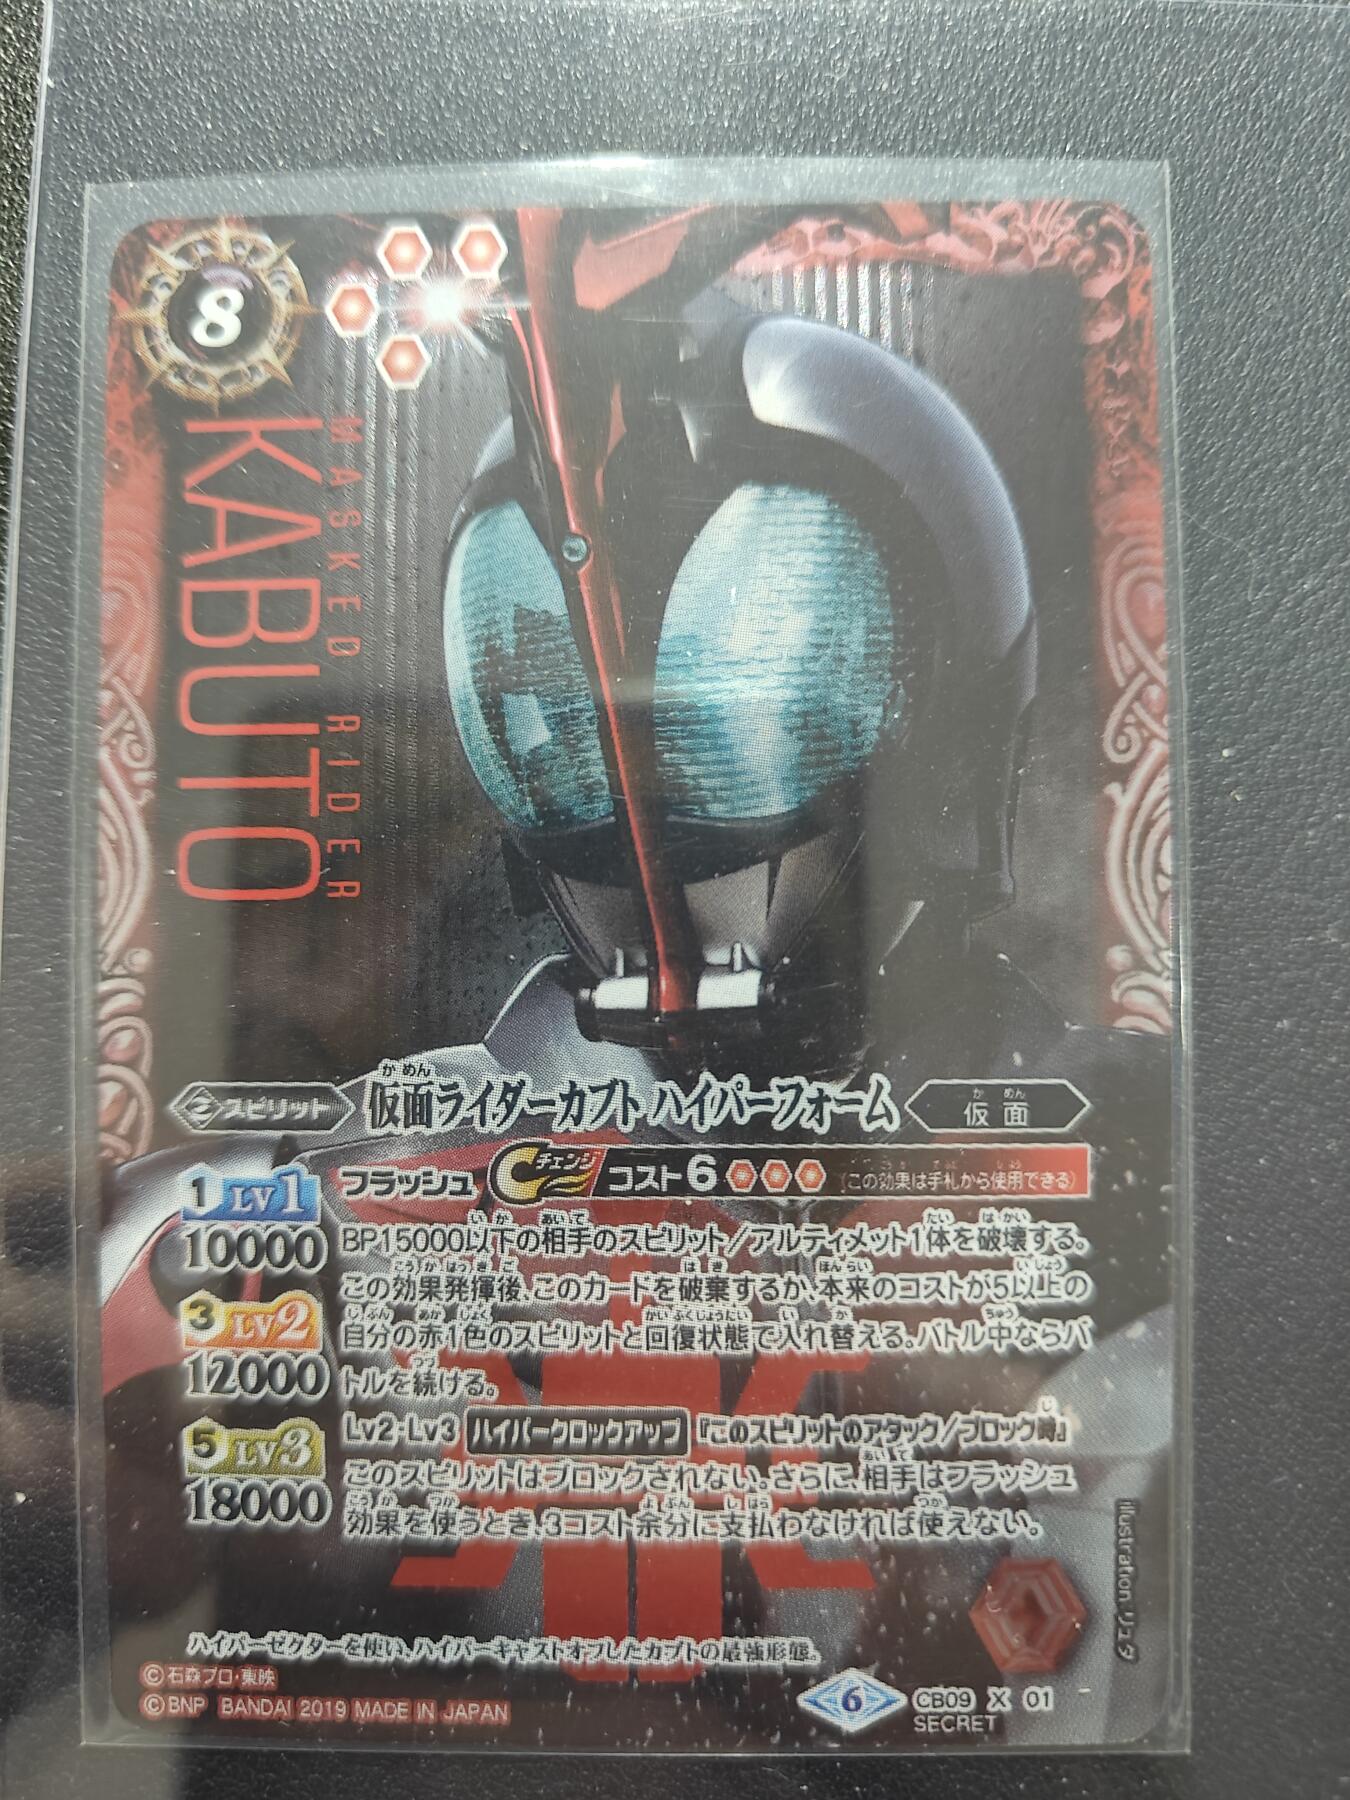 8
MASKED RIDER
KABUTO
スピリット
仮面ライダーカブト ハイパーフォーム
かめん
仮面
かめん
1 LV1
10000
3 LV2
12000
5 LV3
18000
フラッシュ チェンジ コスト6 (この効果は手札から使用できる)
BP15000以下の相手のスピリット/アルティメット1体を破壊する。
この効果発揮後、このカードを破棄するか、本来のコストが5以上の
自分の赤1色のスピリットと回復状態で入れ替える。バトル中ならバ
トルを続ける。
Lv2・Lv3 ハイパークロックアップ 『このスピリットのアタック/ブロック時』
このスピリットはブロックされない。さらに、相手はフラッシュ
効果を使うとき、3コスト余分に支払わなければ使えない。
Illustration リュタ
ハイパーゼクターを使い、ハイパーキャストオフしたカブトの最強形態。
©石森プロ・東映
©BNP BANDAI 2019 MADE IN JAPAN
6 CB09 X 01
SECRET